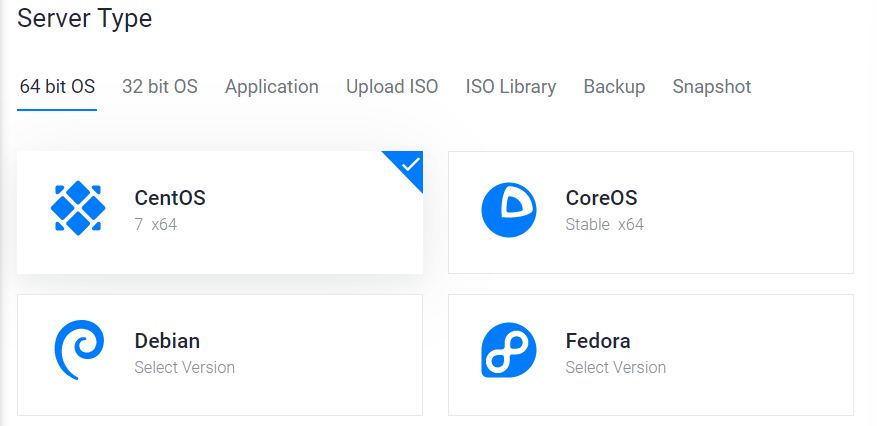 Server Type
64 bit OS 32 bit OS Application Upload ISO ISO Library Backup Snapshot
CentOS
7 x64
CoreOS
Stable x64
Debian
Select Version
Fedora
Select Version